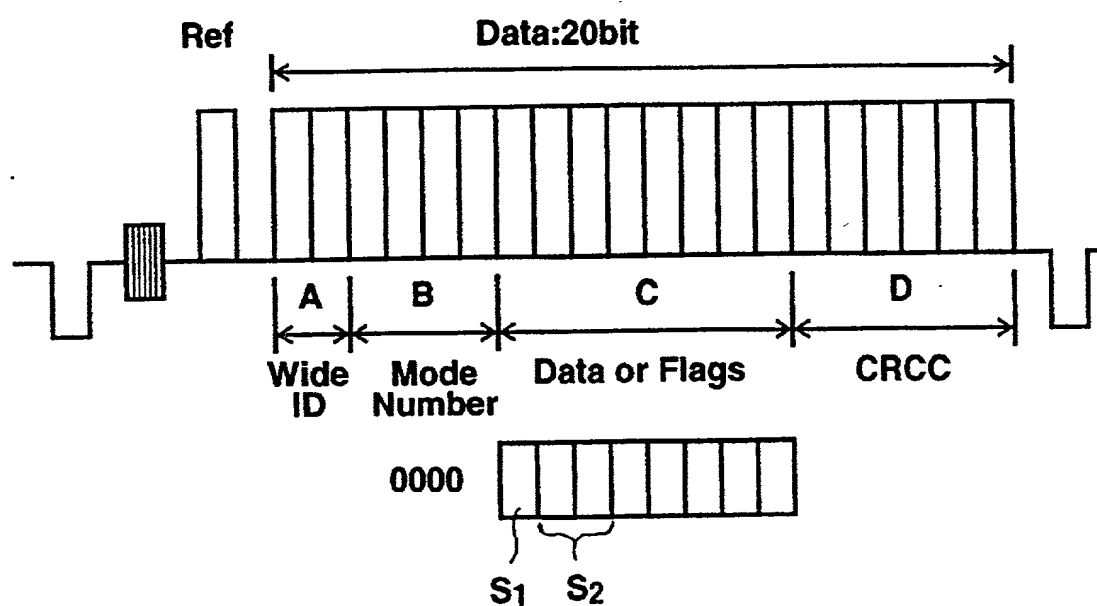 Ref Data:20bit
A B C D
Wide ID Mode Number Data or Flags CRCC
0000
S1 S2